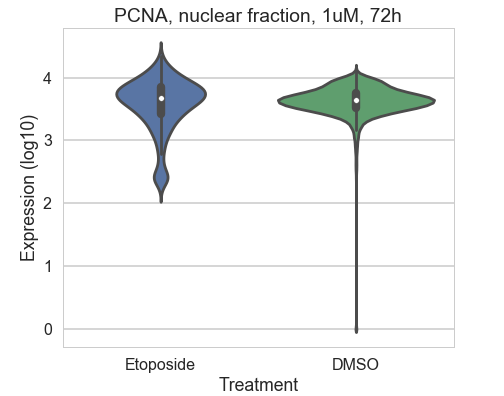 PCNA, nuclear fraction, 1uM, 72h
Expression (log10)
4
3
2
1
0
Etoposide DMSO
Treatment